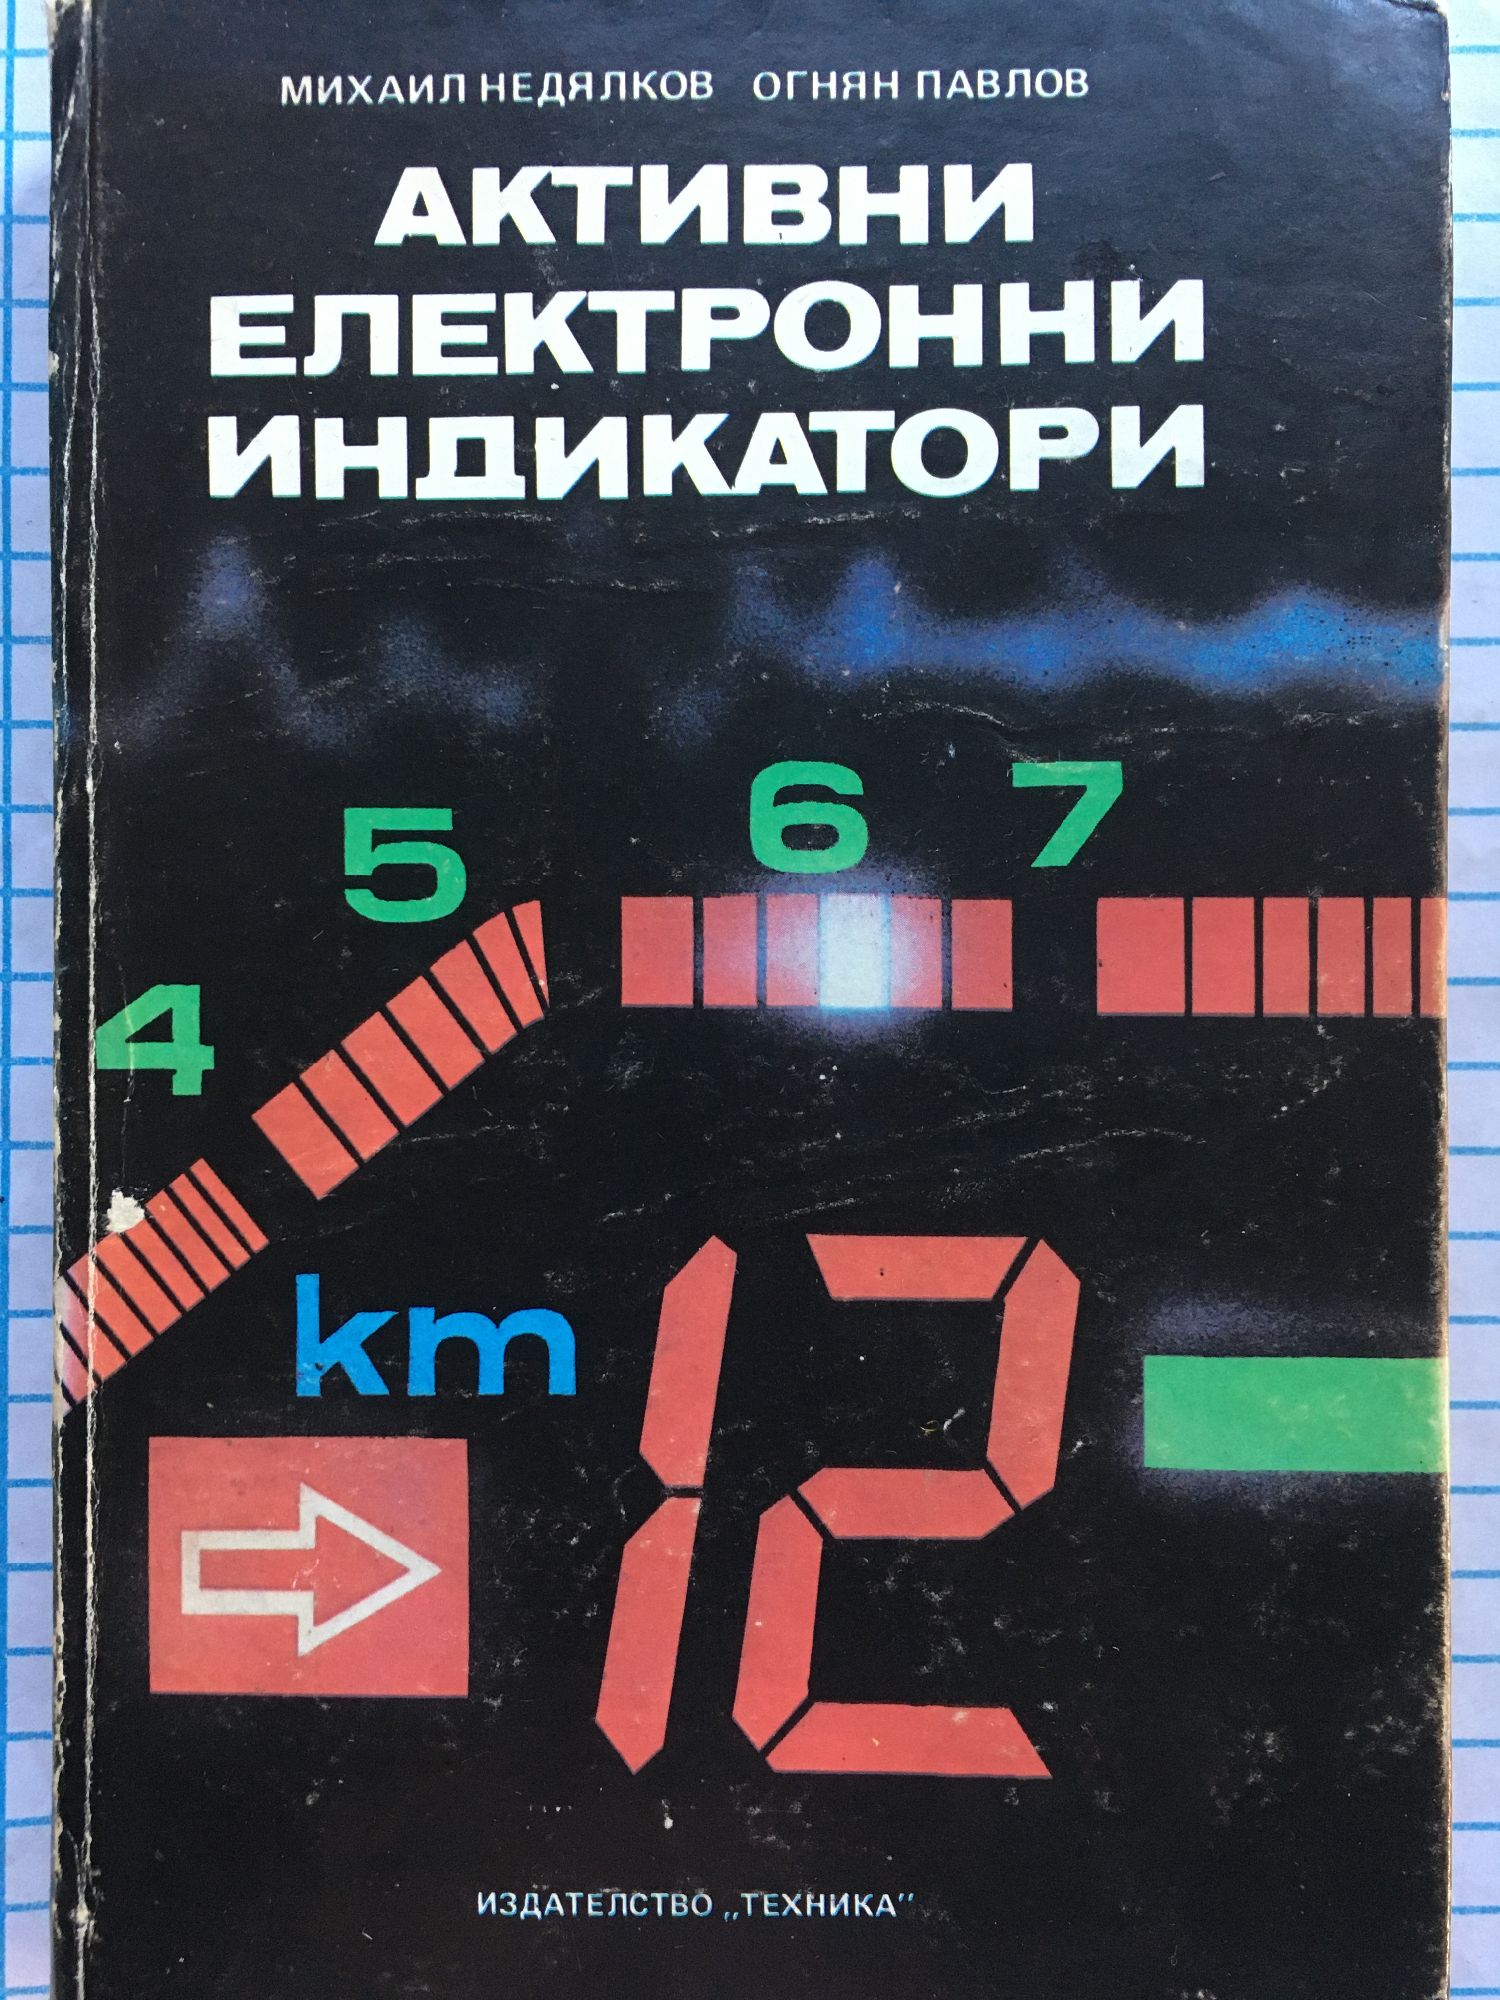 МИХАИЛ НЕДЯЛКОВ ОГНЯН ПАВЛОВ
АКТИВНИ
ЕЛЕКТРОННИ
ИНДИКАТОРИ
4 5 6 7
km 12
ИЗДАТЕЛСТВО „ТЕХНИКА"